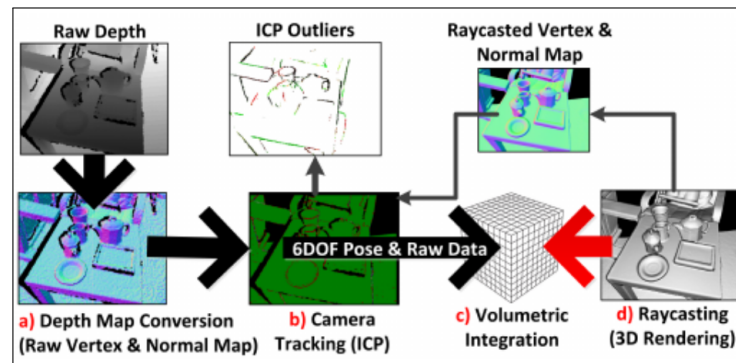 Raw Depth
ICP Outliers
Raycasted Vertex &
Normal Map
6DOF Pose & Raw Data
a) Depth Map Conversion
(Raw Vertex & Normal Map)
b) Camera
Tracking (ICP)
c) Volumetric
Integration
d) Raycasting
(3D Rendering)